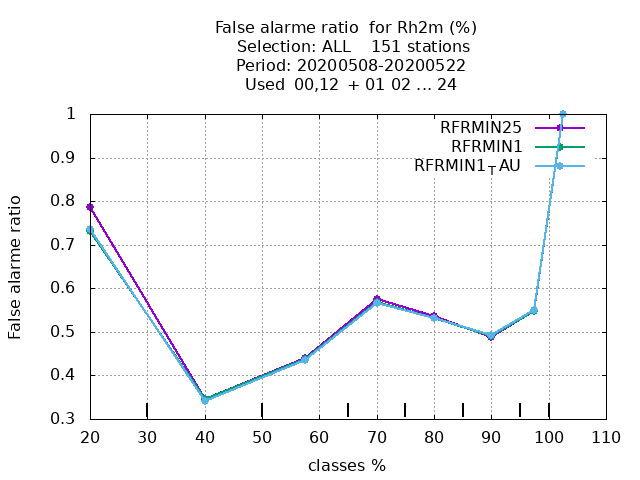 False alarme ratio  for Rh2m (%)
Selection: ALL    151 stations
Period: 20200508-20200522
Used  00,12  + 01 02 ... 24
1
0.9
0.8
0.7
0.6
0.5
0.4
0.3
False alarme ratio
RFRMIN25
RFRMIN1
RFRMIN1TAU
20 30 40 50 60 70 80 90 100 110
classes %